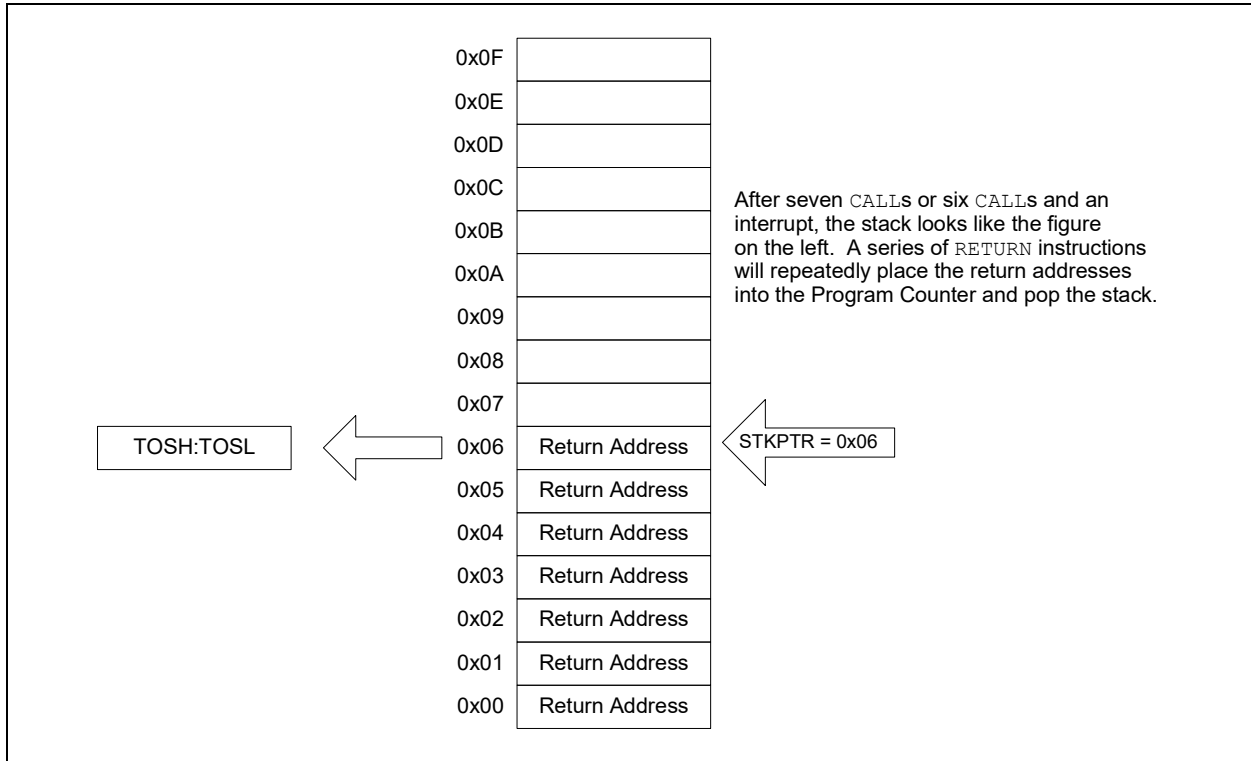 0x0F
0x0E
0x0D
0x0C
0x0B
0x0A
0x09
0x08
0x07
After seven CALLs or six CALLs and an
interrupt, the stack looks like the figure
on the left. A series of RETURN instructions
will repeatedly place the return addresses
into the Program Counter and pop the stack.
TOSH:TOSL
0x06 Return Address
STKPTR = 0x06
0x05 Return Address
0x04 Return Address
0x03 Return Address
0x02 Return Address
0x01 Return Address
0x00 Return Address